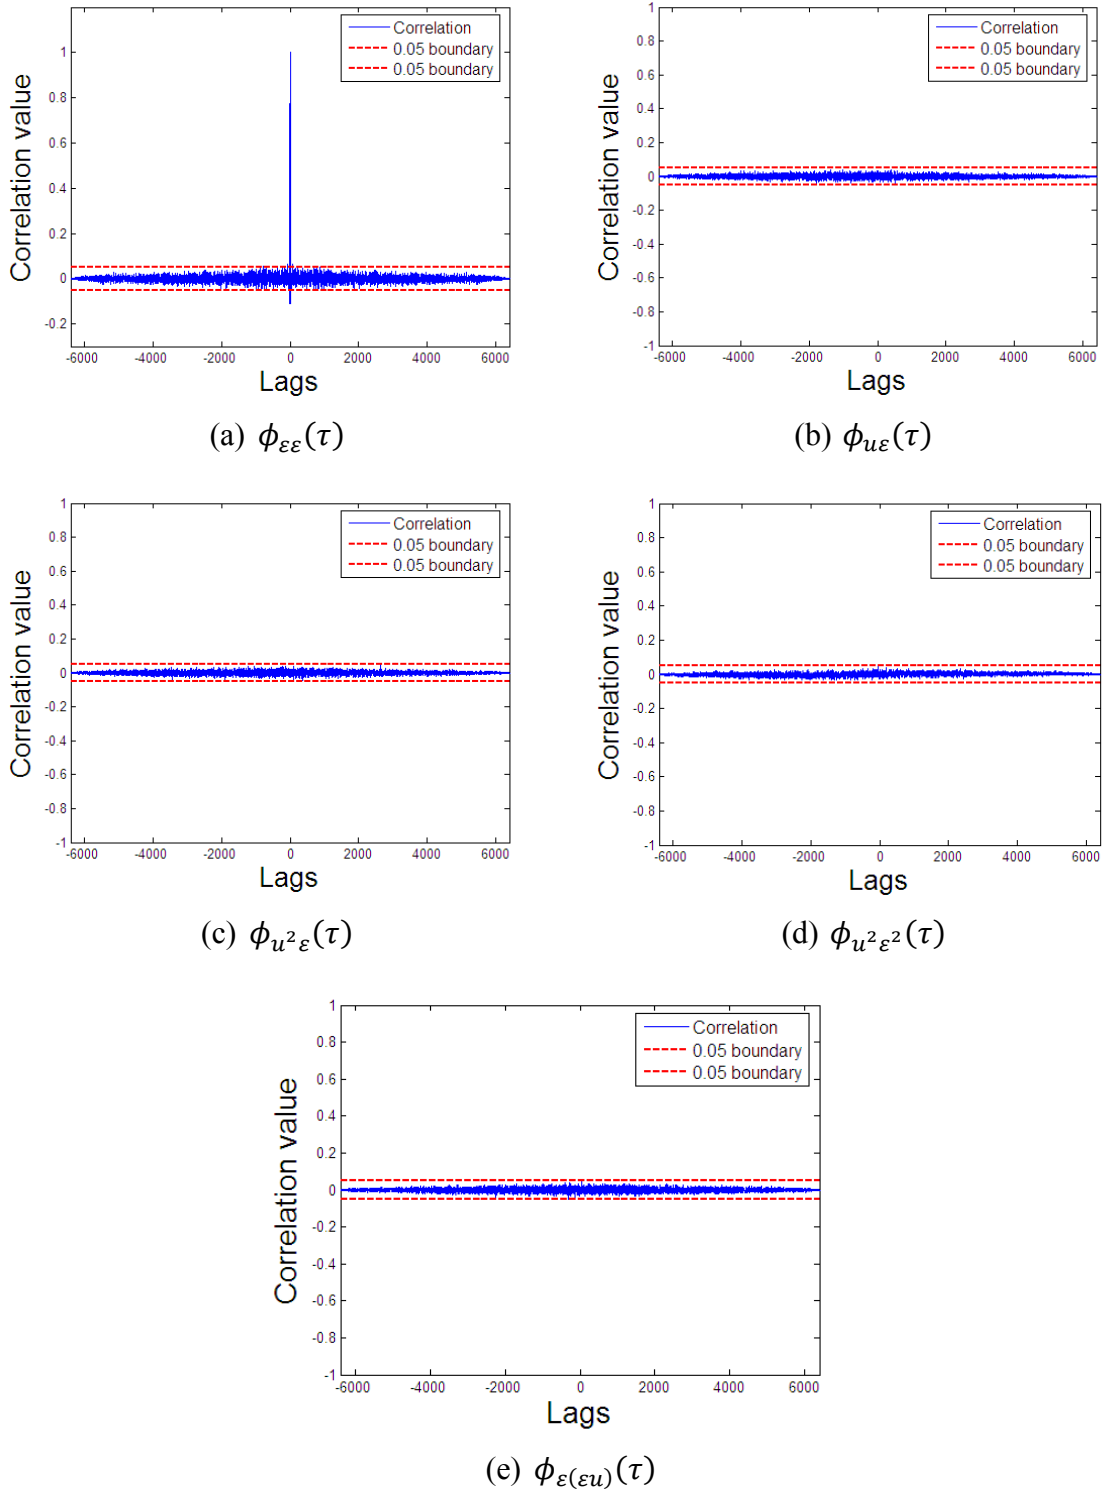 Correlation
0.05 boundary
0.05 boundary
1
0.8
0.6
0.4
0.2
0
-0.2
Correlation value
-6000 -4000 -2000 0 2000 4000 6000
Lags
(a) ϕεε(τ)
Correlation
0.05 boundary
0.05 boundary
1
0.8
0.6
0.4
0.2
0
-0.2
-0.4
-0.6
-0.8
-1
Correlation value
-6000 -4000 -2000 0 2000 4000 6000
Lags
(b) ϕuε(τ)
Correlation
0.05 boundary
0.05 boundary
1
0.8
0.6
0.4
0.2
0
-0.2
-0.4
-0.6
-0.8
-1
Correlation value
-6000 -4000 -2000 0 2000 4000 6000
Lags
(c) ϕu²ε(τ)
Correlation
0.05 boundary
0.05 boundary
1
0.8
0.6
0.4
0.2
0
-0.2
-0.4
-0.6
-0.8
-1
Correlation value
-6000 -4000 -2000 0 2000 4000 6000
Lags
(d) ϕu²ε²(τ)
Correlation
0.05 boundary
0.05 boundary
1
0.8
0.6
0.4
0.2
0
-0.2
-0.4
-0.6
-0.8
-1
Correlation value
-6000 -4000 -2000 0 2000 4000 6000
Lags
(e) ϕε(εu)(τ)